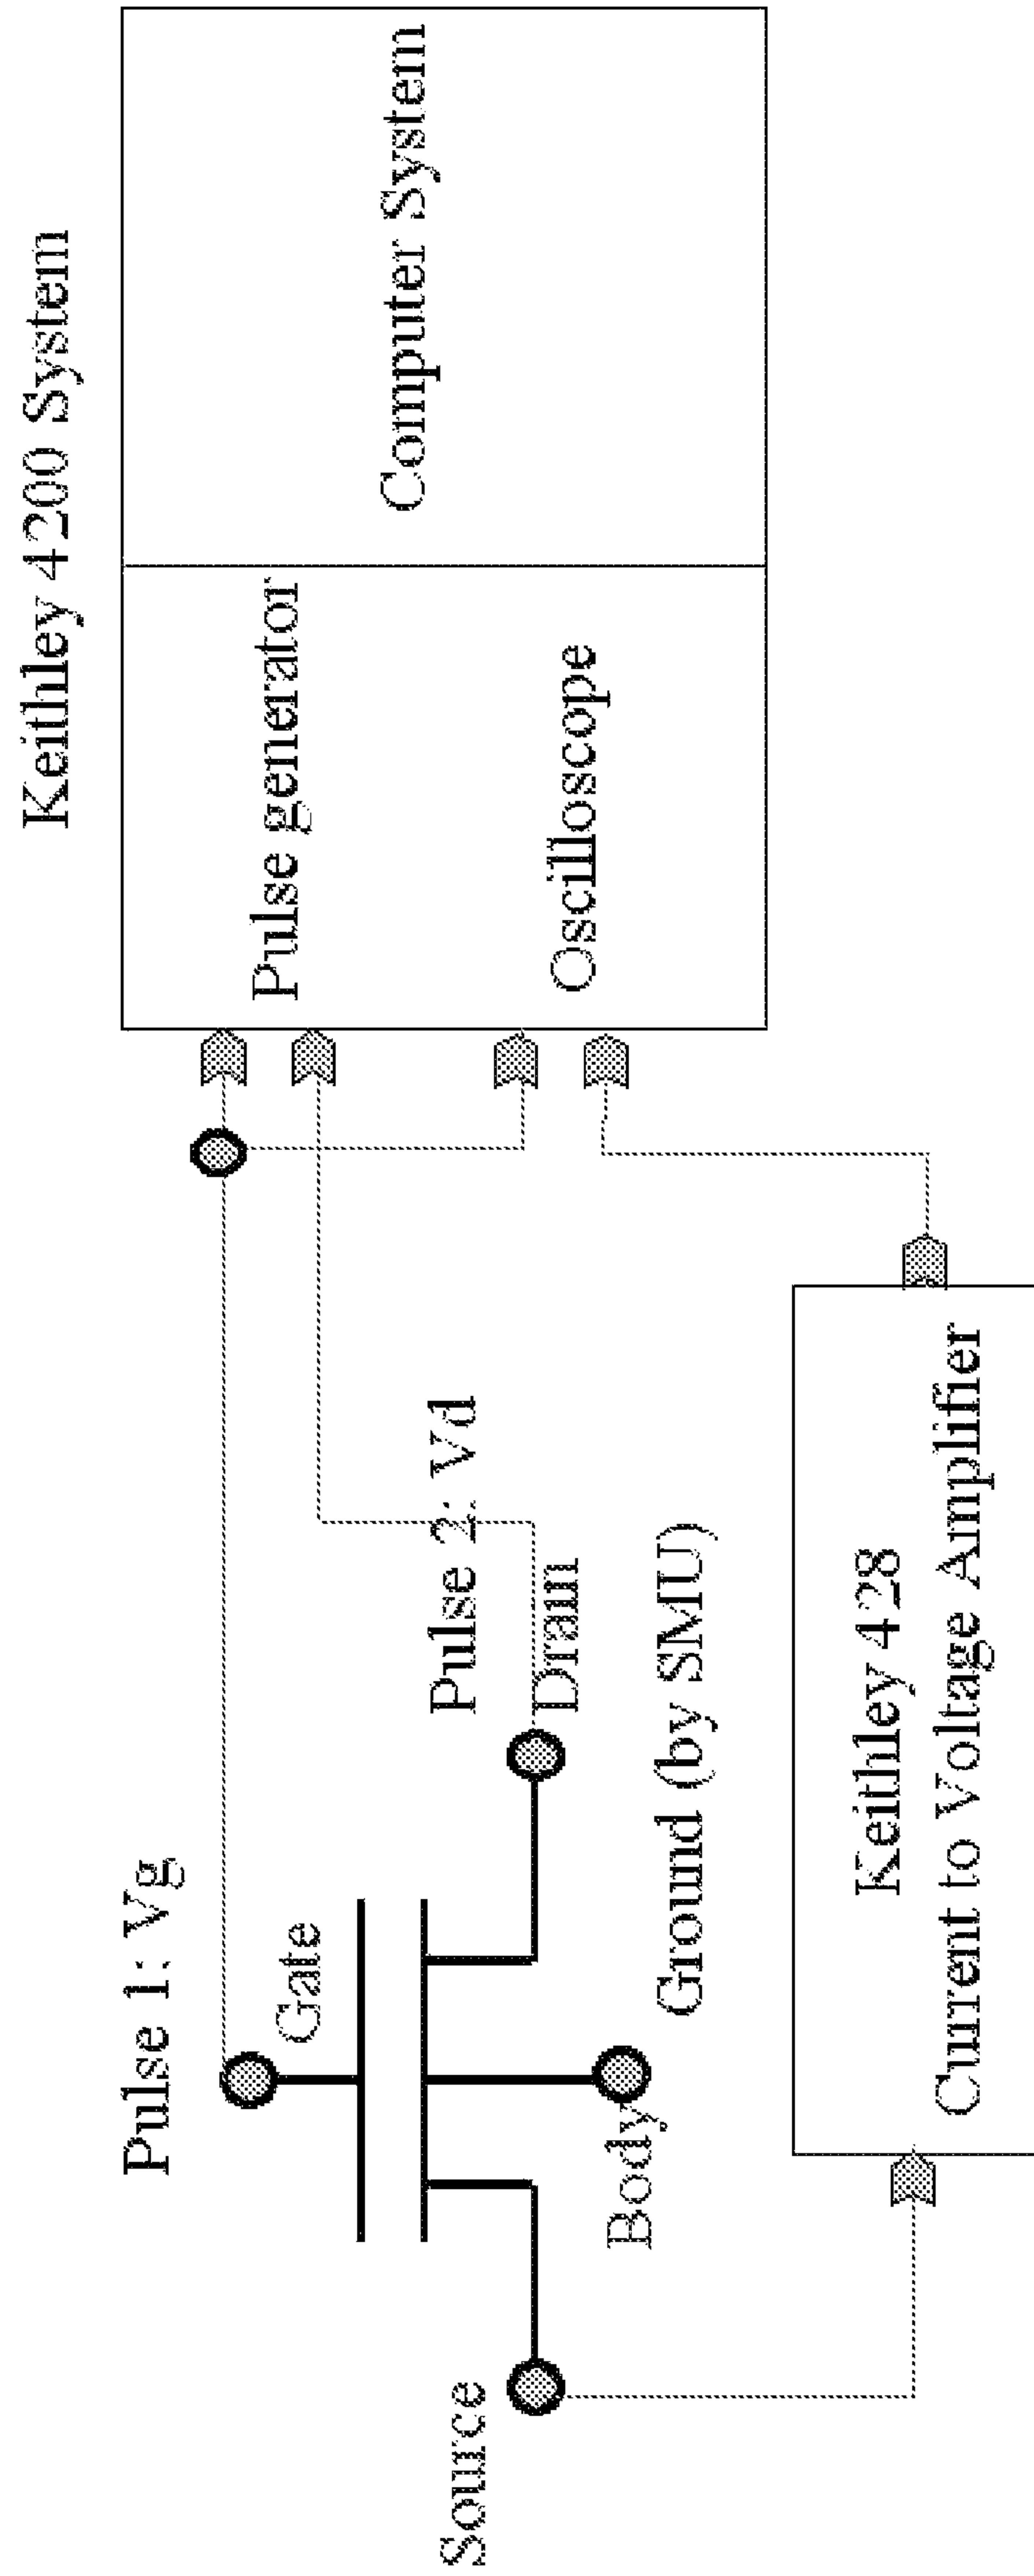 Keithley 4200 System
Pulse 1: Vg
Gate
Pulse generator
Computer System
Pulse 2: Vd
Source
Drain
Oscilloscope
Body
Ground (by SMU)
Keithley 428
Current to Voltage Amplifier